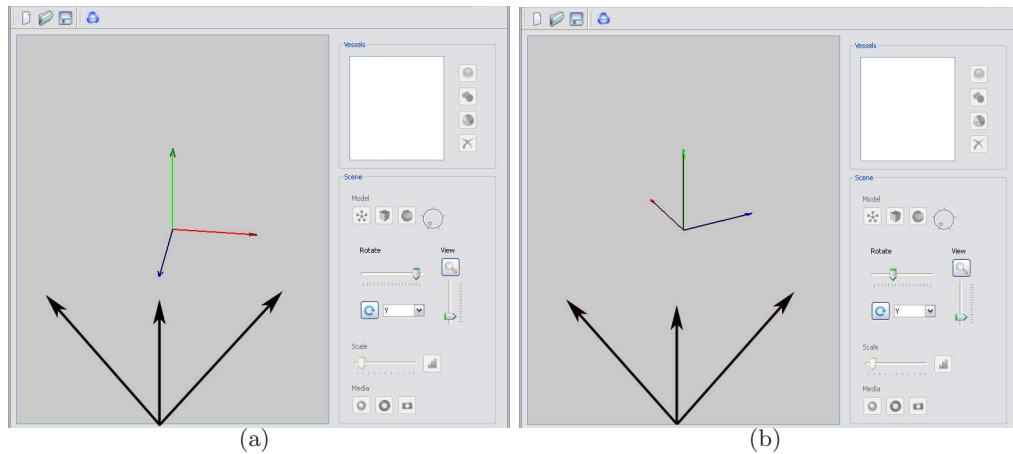 Vessels
Scene
Model
Rotate
View
Y
Scale
Media
(a)
Vessels
Scene
Model
Rotate
View
Y
Scale
Media
(b)